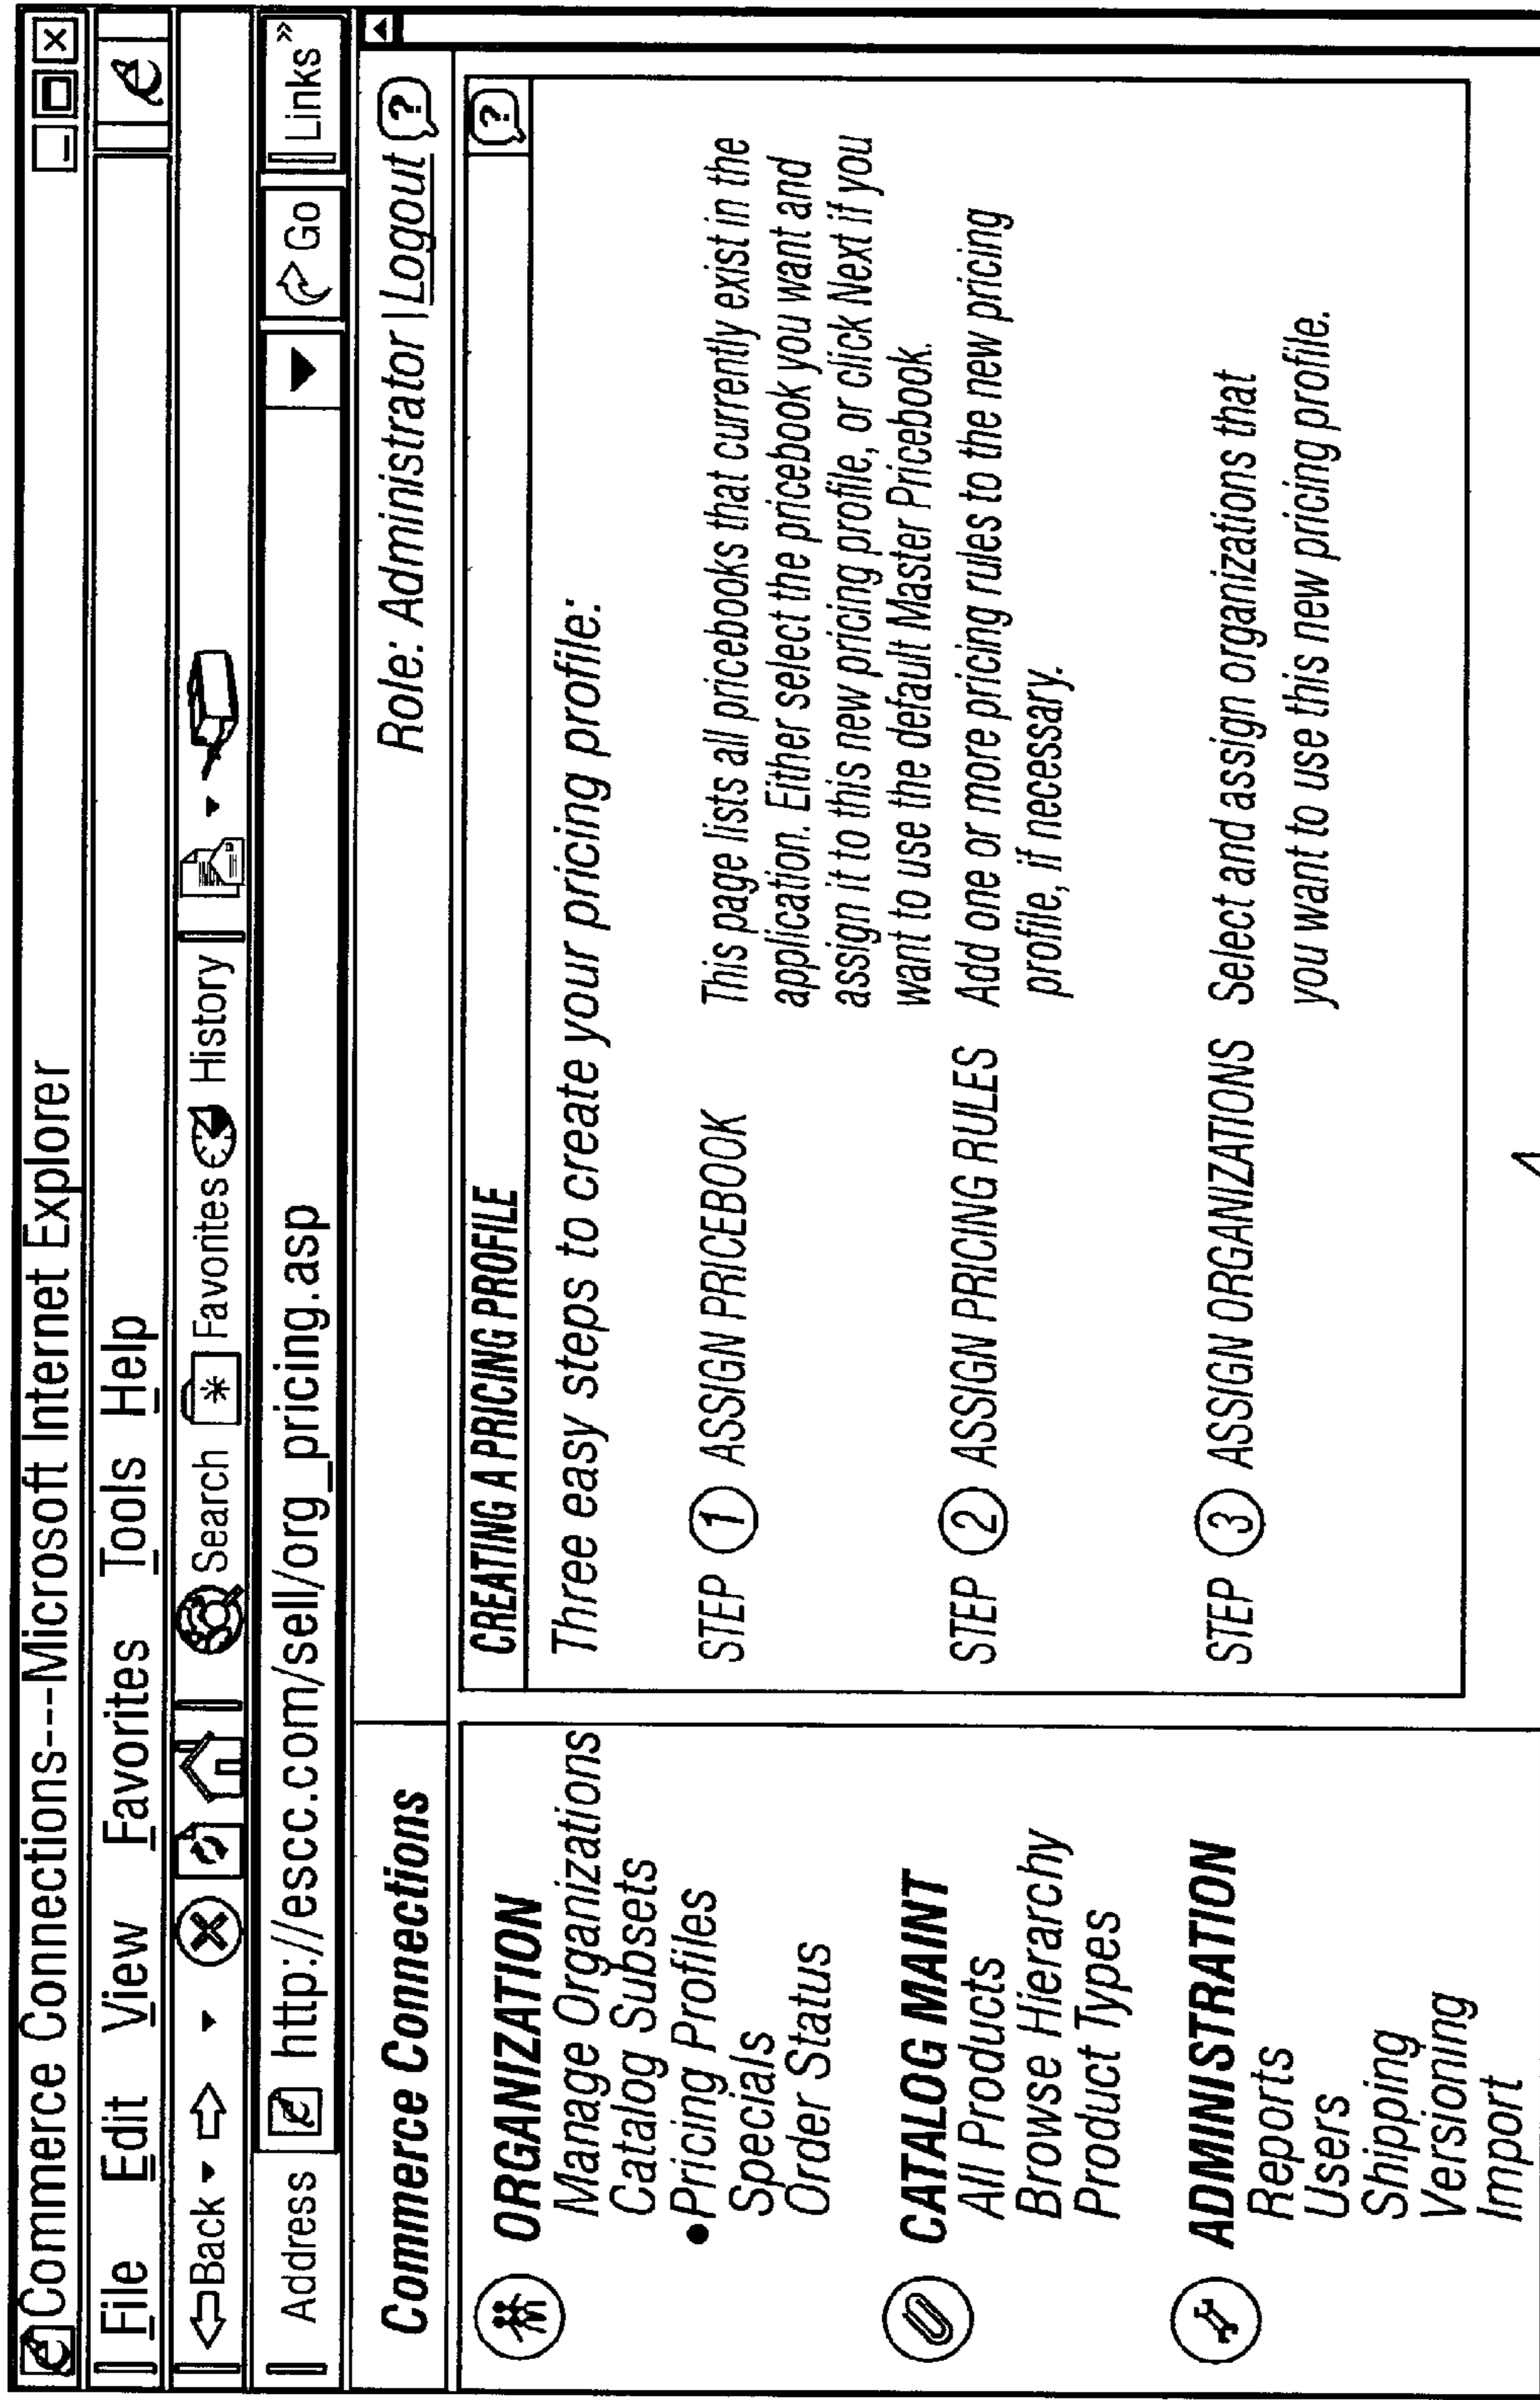 Commerce Connections---Microsoft Internet Explorer
File Edit View Favorites Tools Help
Back Search Favorites History
Address http://escc.com/sell/org_pricing.asp Go Links »
Commerce Connections
Role: Administrator | Logout ?
ORGANIZATION
Manage Organizations
Catalog Subsets
•Pricing Profiles
Specials
Order Status
CATALOG MAINT
All Products
Browse Hierarchy
Product Types
ADMINISTRATION
Reports
Users
Shipping
Versioning
Import
CREATING A PRICING PROFILE ?
Three easy steps to create your pricing profile:
STEP 1 ASSIGN PRICEBOOK
This page lists all pricebooks that currently exist in the
application. Either select the pricebook you want and
assign it to this new pricing profile, or click Next if you
want to use the default Master Pricebook.
STEP 2 ASSIGN PRICING RULES
Add one or more pricing rules to the new pricing
profile, if necessary.
STEP 3 ASSIGN ORGANIZATIONS
Select and assign organizations that
you want to use this new pricing profile.